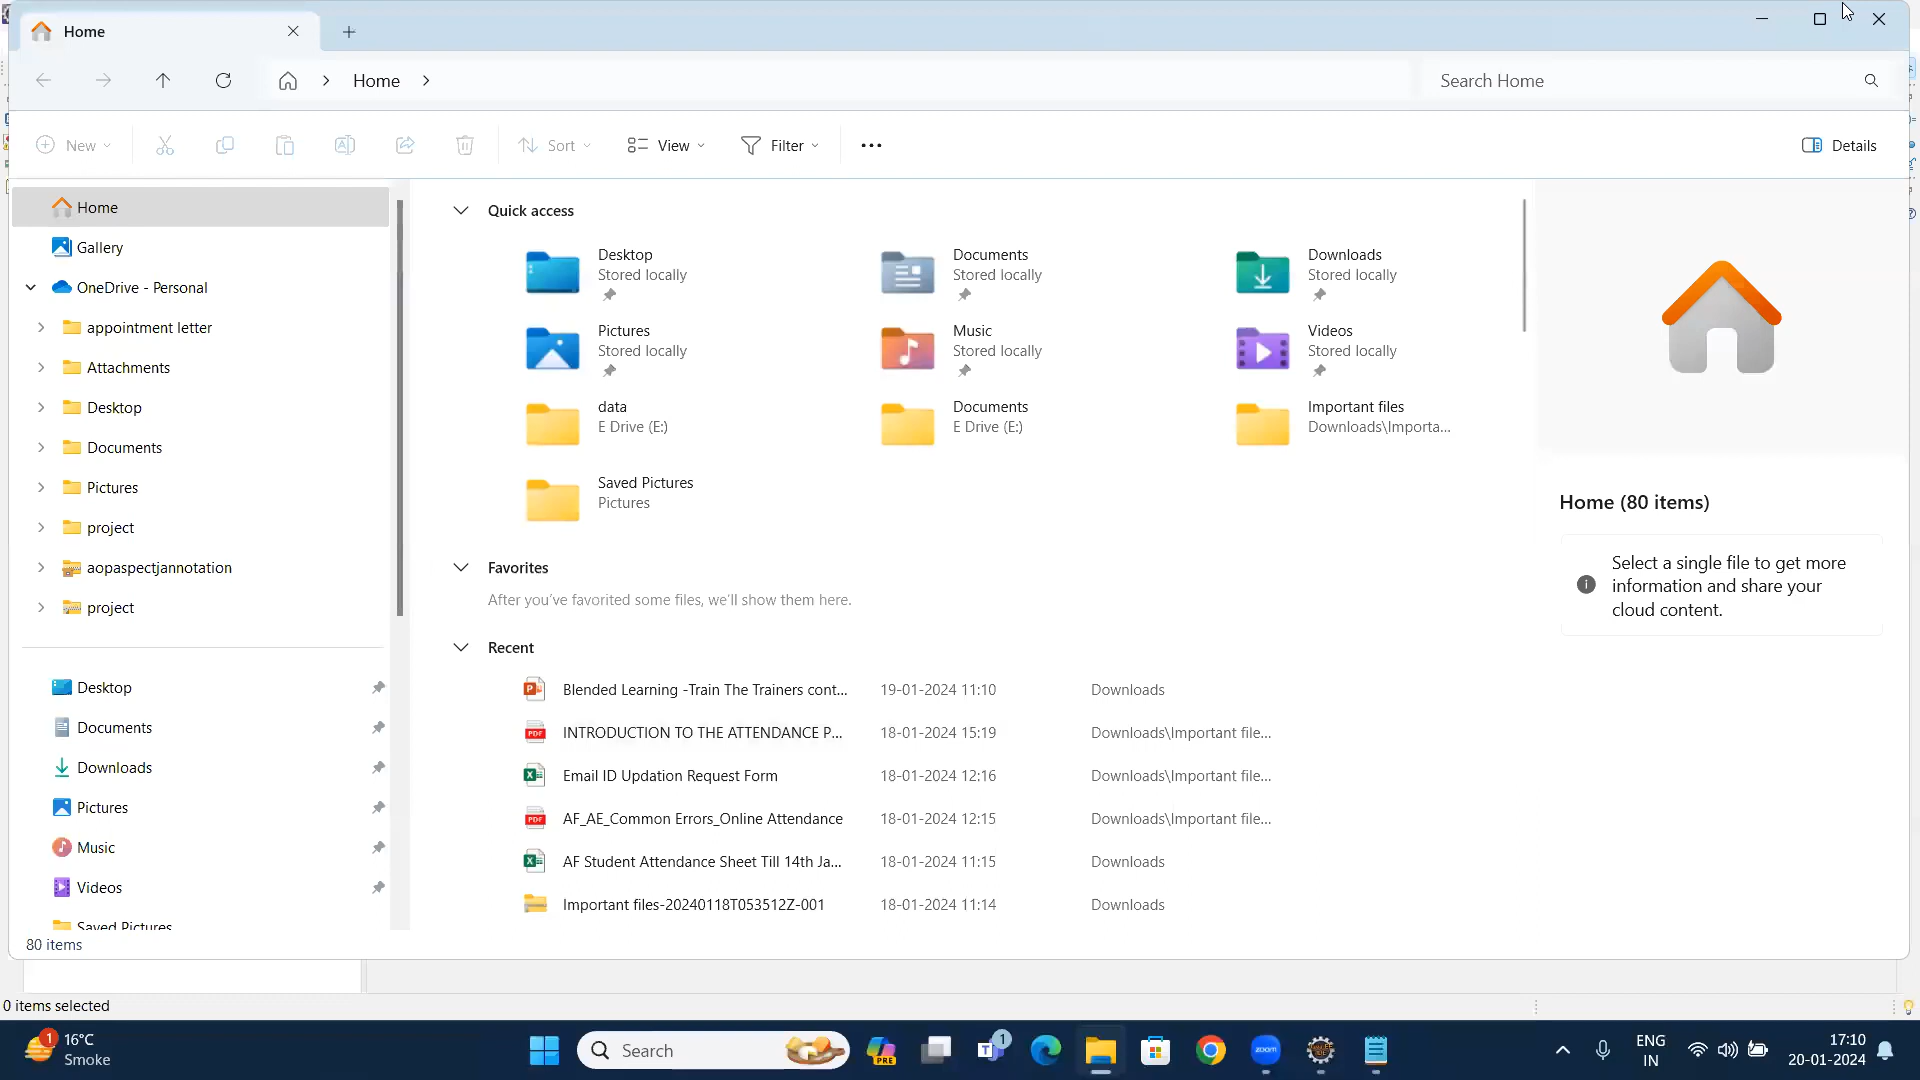 Home
Home
Search Home
New
Sort
View
Filter
Details
Home
Gallery
OneDrive - Personal
appointment letter
Attachments
Desktop
Documents
Pictures
project
aopaspectjannotation
project
Desktop
Documents
Downloads
Pictures
Music
Videos
Saved Pictures
80 items
Quick access
Desktop
Stored locally
Documents
Stored locally
Downloads
Stored locally
Pictures
Stored locally
Music
Stored locally
Videos
Stored locally
data
E Drive (E:)
Documents
E Drive (E:)
Important files
Downloads\Importa...
Saved Pictures
Pictures
Favorites
After you've favorited some files, we'll show them here.
Recent
Blended Learning -Train The Trainers cont... 19-01-2024 11:10 Downloads
INTRODUCTION TO THE ATTENDANCE P... 18-01-2024 15:19 Downloads\Important file...
Email ID Updation Request Form 18-01-2024 12:16 Downloads\Important file...
AF_AE_Common Errors_Online Attendance 18-01-2024 12:15 Downloads\Important file...
AF Student Attendance Sheet Till 14th Ja... 18-01-2024 11:15 Downloads
Important files-20240118T053512Z-001 18-01-2024 11:14 Downloads
Home (80 items)
Select a single file to get more
information and share your
cloud content.
0 items selected
1
16°C
Smoke
Search
PRE
1
zoom
ENG
IN
17:10
20-01-2024